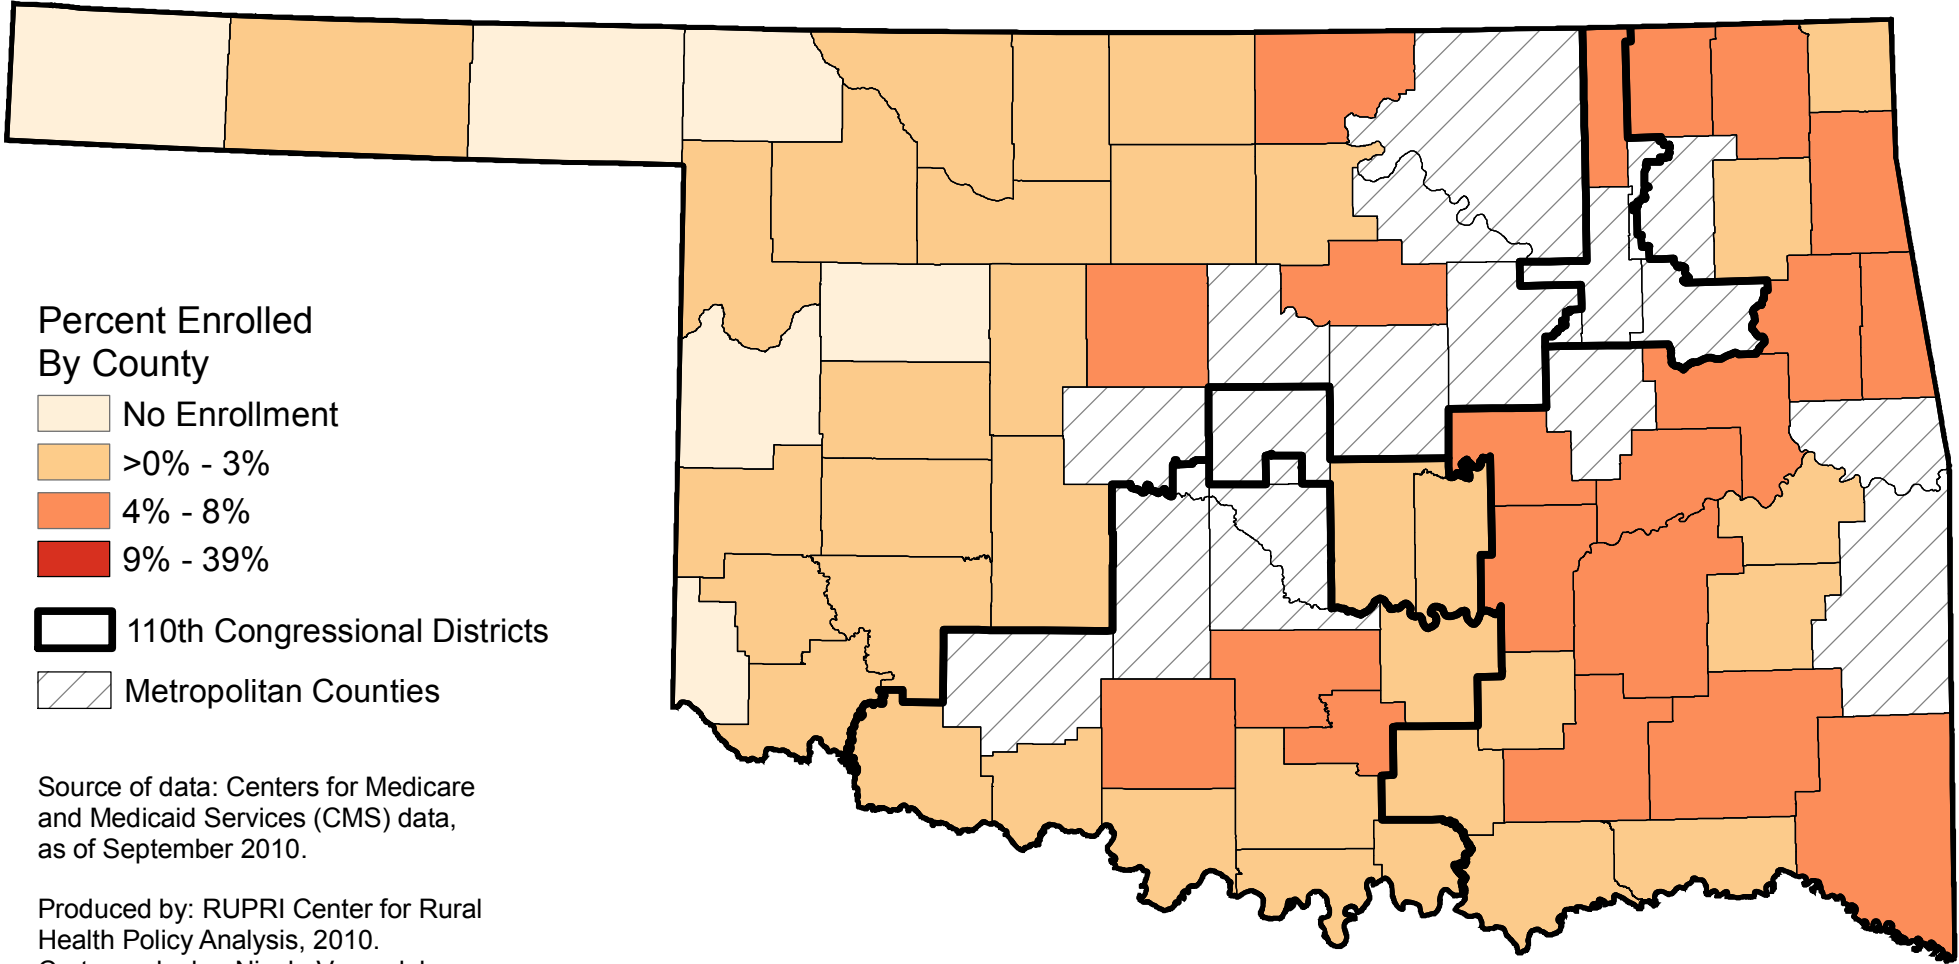 Percent Enrolled
By County
No Enrollment
>0% - 3%
4% - 8%
9% - 39%
110th Congressional Districts
Metropolitan Counties
Source of data: Centers for Medicare
and Medicaid Services (CMS) data,
as of September 2010.
Produced by: RUPRI Center for Rural
Health Policy Analysis, 2010.